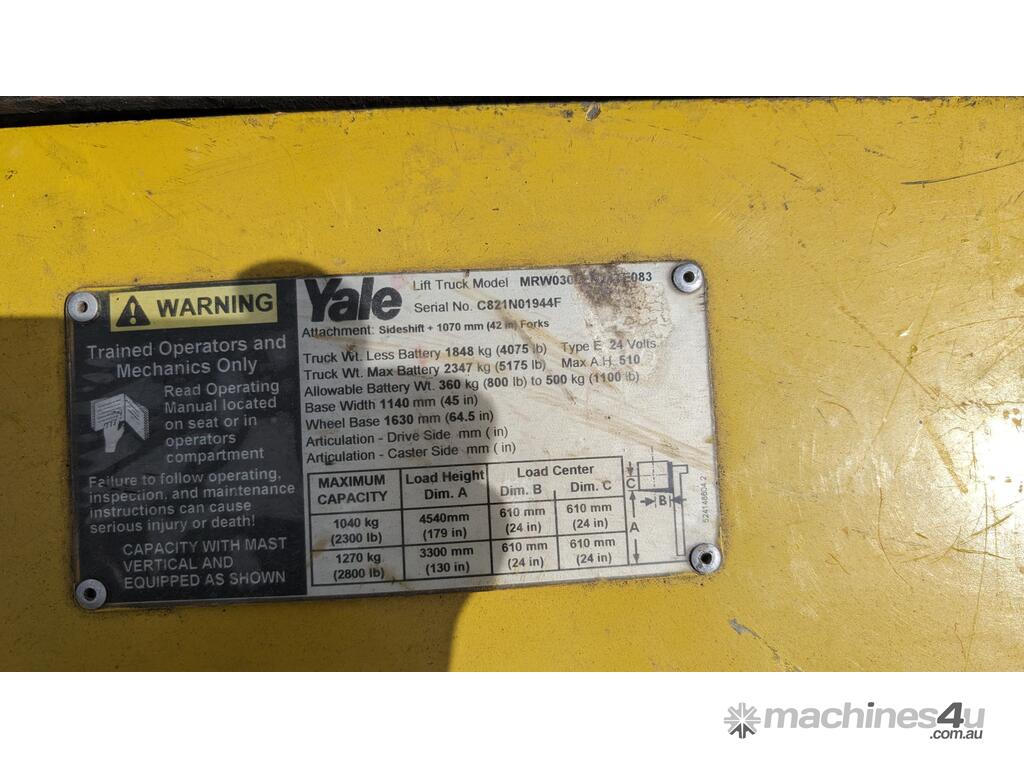 WARNING
Trained Operators and
Mechanics Only
Read Operating
Manual located
on seat or in
operators
compartment
Failure to follow operating,
inspection, and maintenance
instructions can cause
serious injury or death!
CAPACITY WITH MAST
VERTICAL AND
EQUIPPED AS SHOWN
Yale
Lift Truck Model
Serial No. C821N01944F
Attachment: Sideshift + 1070 mm (42 in) Forks
Truck Wt. Less Battery 1848 kg (4075 lb) Type E 24 Volts
Truck Wt. Max Battery 2347 kg (5175 lb) Max A.H. 510
Allowable Battery Wt. 360 kg (800 lb) to 500 kg (1100 lb)
Base Width 1140 mm (45 in)
Wheel Base 1630 mm (64.5 in)
Articulation - Drive Side mm ( in)
Articulation - Caster Side mm ( in)
MAXIMUM CAPACITY Load Height Dim. A Load Center Dim. B Dim. C
1040 kg (2300 lb) 4540mm (179 in) 610 mm (24 in) 610 mm (24 in)
1270 kg (2800 lb) 3300 mm (130 in) 610 mm (24 in) 610 mm (24 in)
C
B
A
524148604.2
machines4u
.com.au